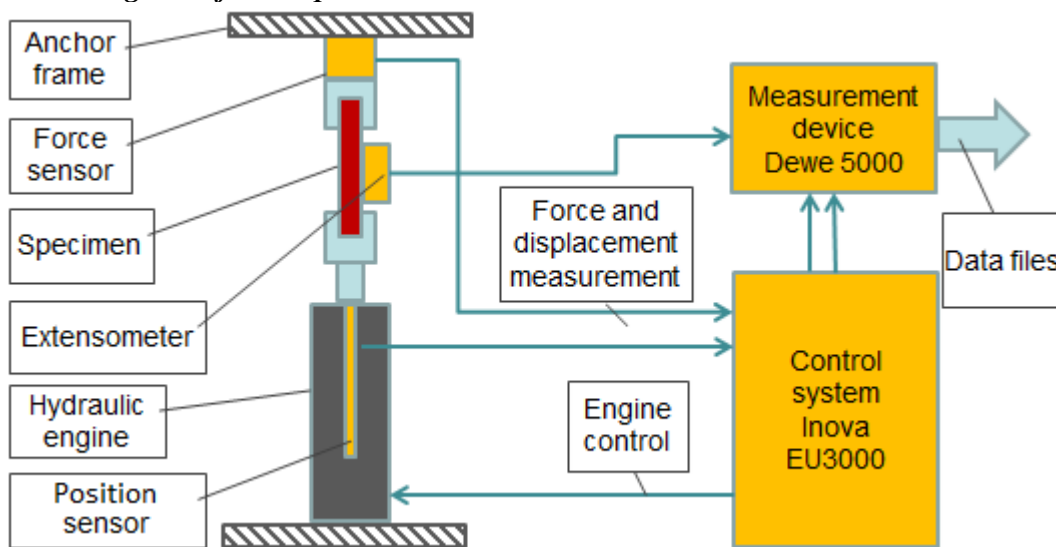 Anchor
frame
Force
sensor
Specimen
Extensometer
Hydraulic
engine
Position
sensor
Force and
displacement
measurement
Engine
control
Measurement
device
Dewe 5000
Data files
Control
system
Inova
EU3000